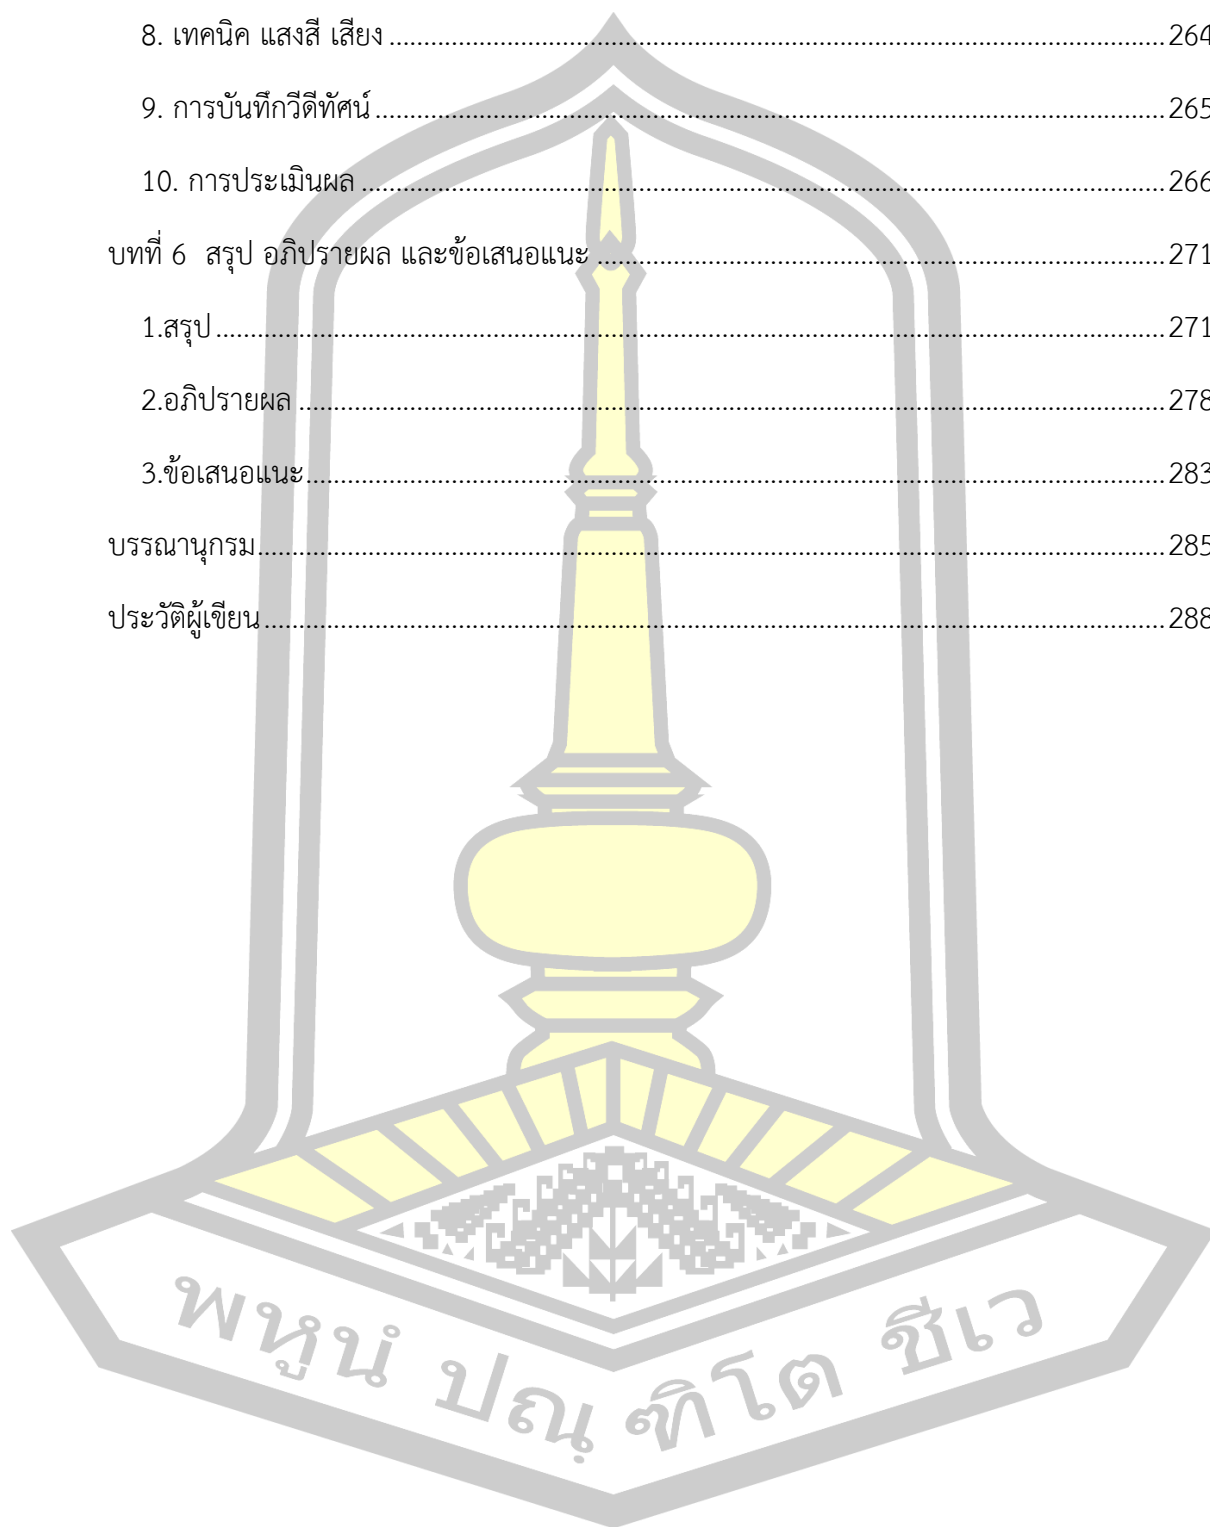 8. เทคนิค แสงสี เสียง ........................................ 264
9. การบันทึกวีดีทัศน์ ........................................ 265
10. การประเมินผล ........................................ 266
บทที่ 6 สรุป อภิปรายผล และข้อเสนอแนะ ........................................ 271
1.สรุป ........................................ 271
2.อภิปรายผล ........................................ 278
3.ข้อเสนอแนะ ........................................ 283
บรรณานุกรม ........................................ 285
ประวัติผู้เขียน ........................................ 288
พหูนํ ปณฺฑิโต ชีเว